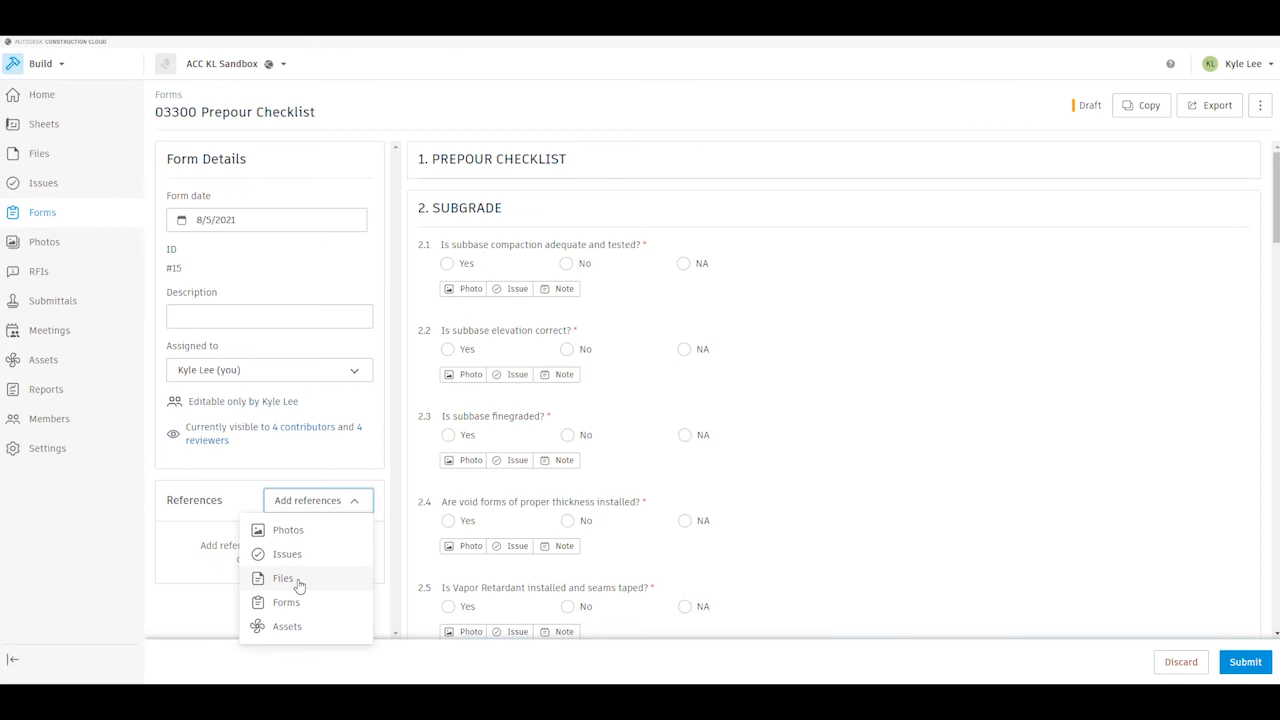 AUTODESK CONSTRUCTION CLOUD
Build
ACC KL Sandbox
KL
Kyle Lee
Home
Sheets
Files
Issues
Forms
Photos
RFIs
Submittals
Meetings
Assets
Reports
Members
Settings
Forms
03300 Prepour Checklist
Draft
Copy
Export
Form Details
Form date
8/5/2021
ID
#15
Description
Assigned to
Kyle Lee (you)
Editable only by Kyle Lee
Currently visible to 4 contributors and 4
reviewers
References
Add references
Add refe
Photos
Issues
Files
Forms
Assets
1. PREPOUR CHECKLIST
2. SUBGRADE
2.1 Is subbase compaction adequate and tested? *
Yes No NA
Photo Issue Note
2.2 Is subbase elevation correct? *
Yes No NA
Photo Issue Note
2.3 Is subbase finegraded? *
Yes No NA
Photo Issue Note
2.4 Are void forms of proper thickness installed? *
Yes No NA
Photo Issue Note
2.5 Is Vapor Retardant installed and seams taped? *
Yes No NA
Photo Issue Note
Discard
Submit